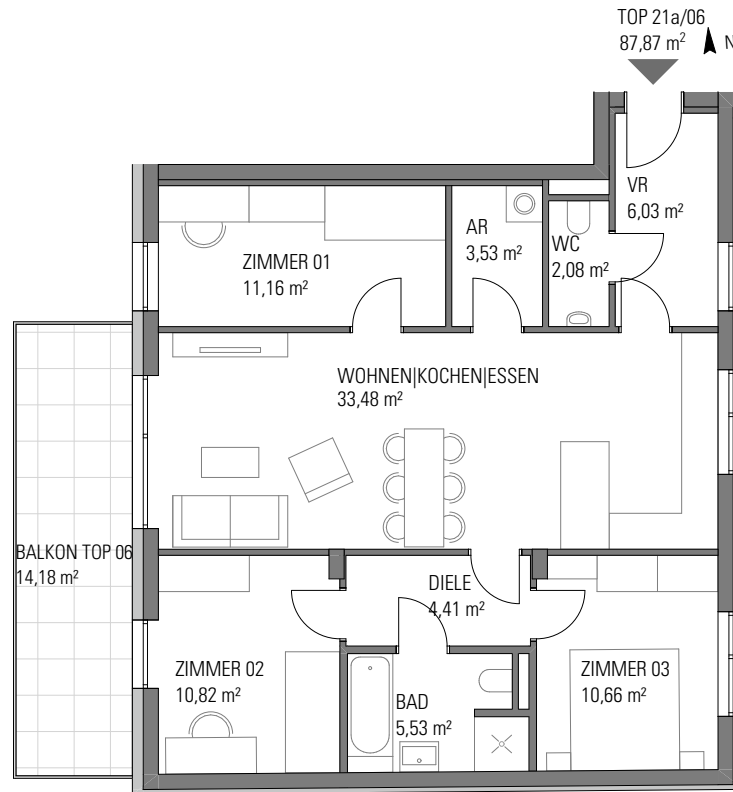 TOP 21a/06
87,87 m²
N
VR
6,03 m²
AR
3,53 m²
WC
2,08 m²
ZIMMER 01
11,16 m²
WOHNEN|KOCHEN|ESSEN
33,48 m²
BALKON TOP 06
14,18 m²
DIELE
4,41 m²
ZIMMER 02
10,82 m²
BAD
5,53 m²
ZIMMER 03
10,66 m²